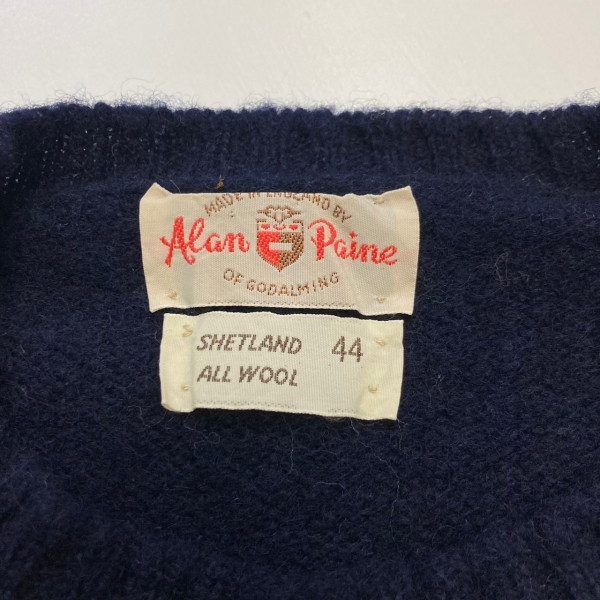 MADE IN ENGLAND BY
Alan Paine
OF GODALMING
SHETLAND 44
ALL WOOL